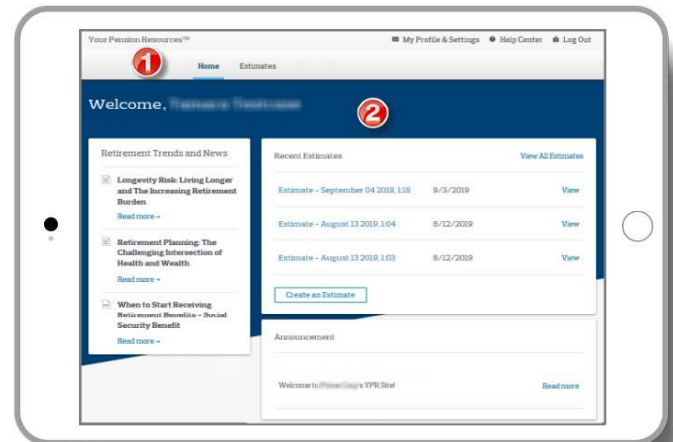 Your Pension Resources™
My Profile & Settings Help Center Log Out
1
Home Estimates
Welcome,
2
Retirement Trends and News
Longevity Risk: Living Longer
and The Increasing Retirement
Burden
Read more
Retirement Planning: The
Challenging Intersection of
Health and Wealth
Read more
When to Start Receiving
Retirement Benefits – Social
Security Benefit
Read more
Recent Estimates View All Estimates
Estimate – September 04 2019, 1:18 9/3/2019 View
Estimate – August 13 2019, 1:04 8/12/2019 View
Estimate – August 13 2019, 1:03 8/12/2019 View
Create an Estimate
Announcement
Welcome to 's YPR Site! Read more